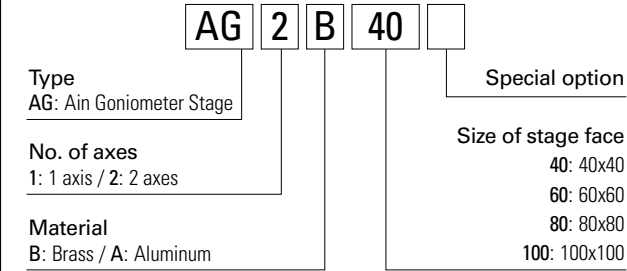 AG 2 B 40
Type
AG: Ain Goniometer Stage
No. of axes
1: 1 axis / 2: 2 axes
Material
B: Brass / A: Aluminum
Special option
Size of stage face
40: 40x40
60: 60x60
80: 80x80
100: 100x100